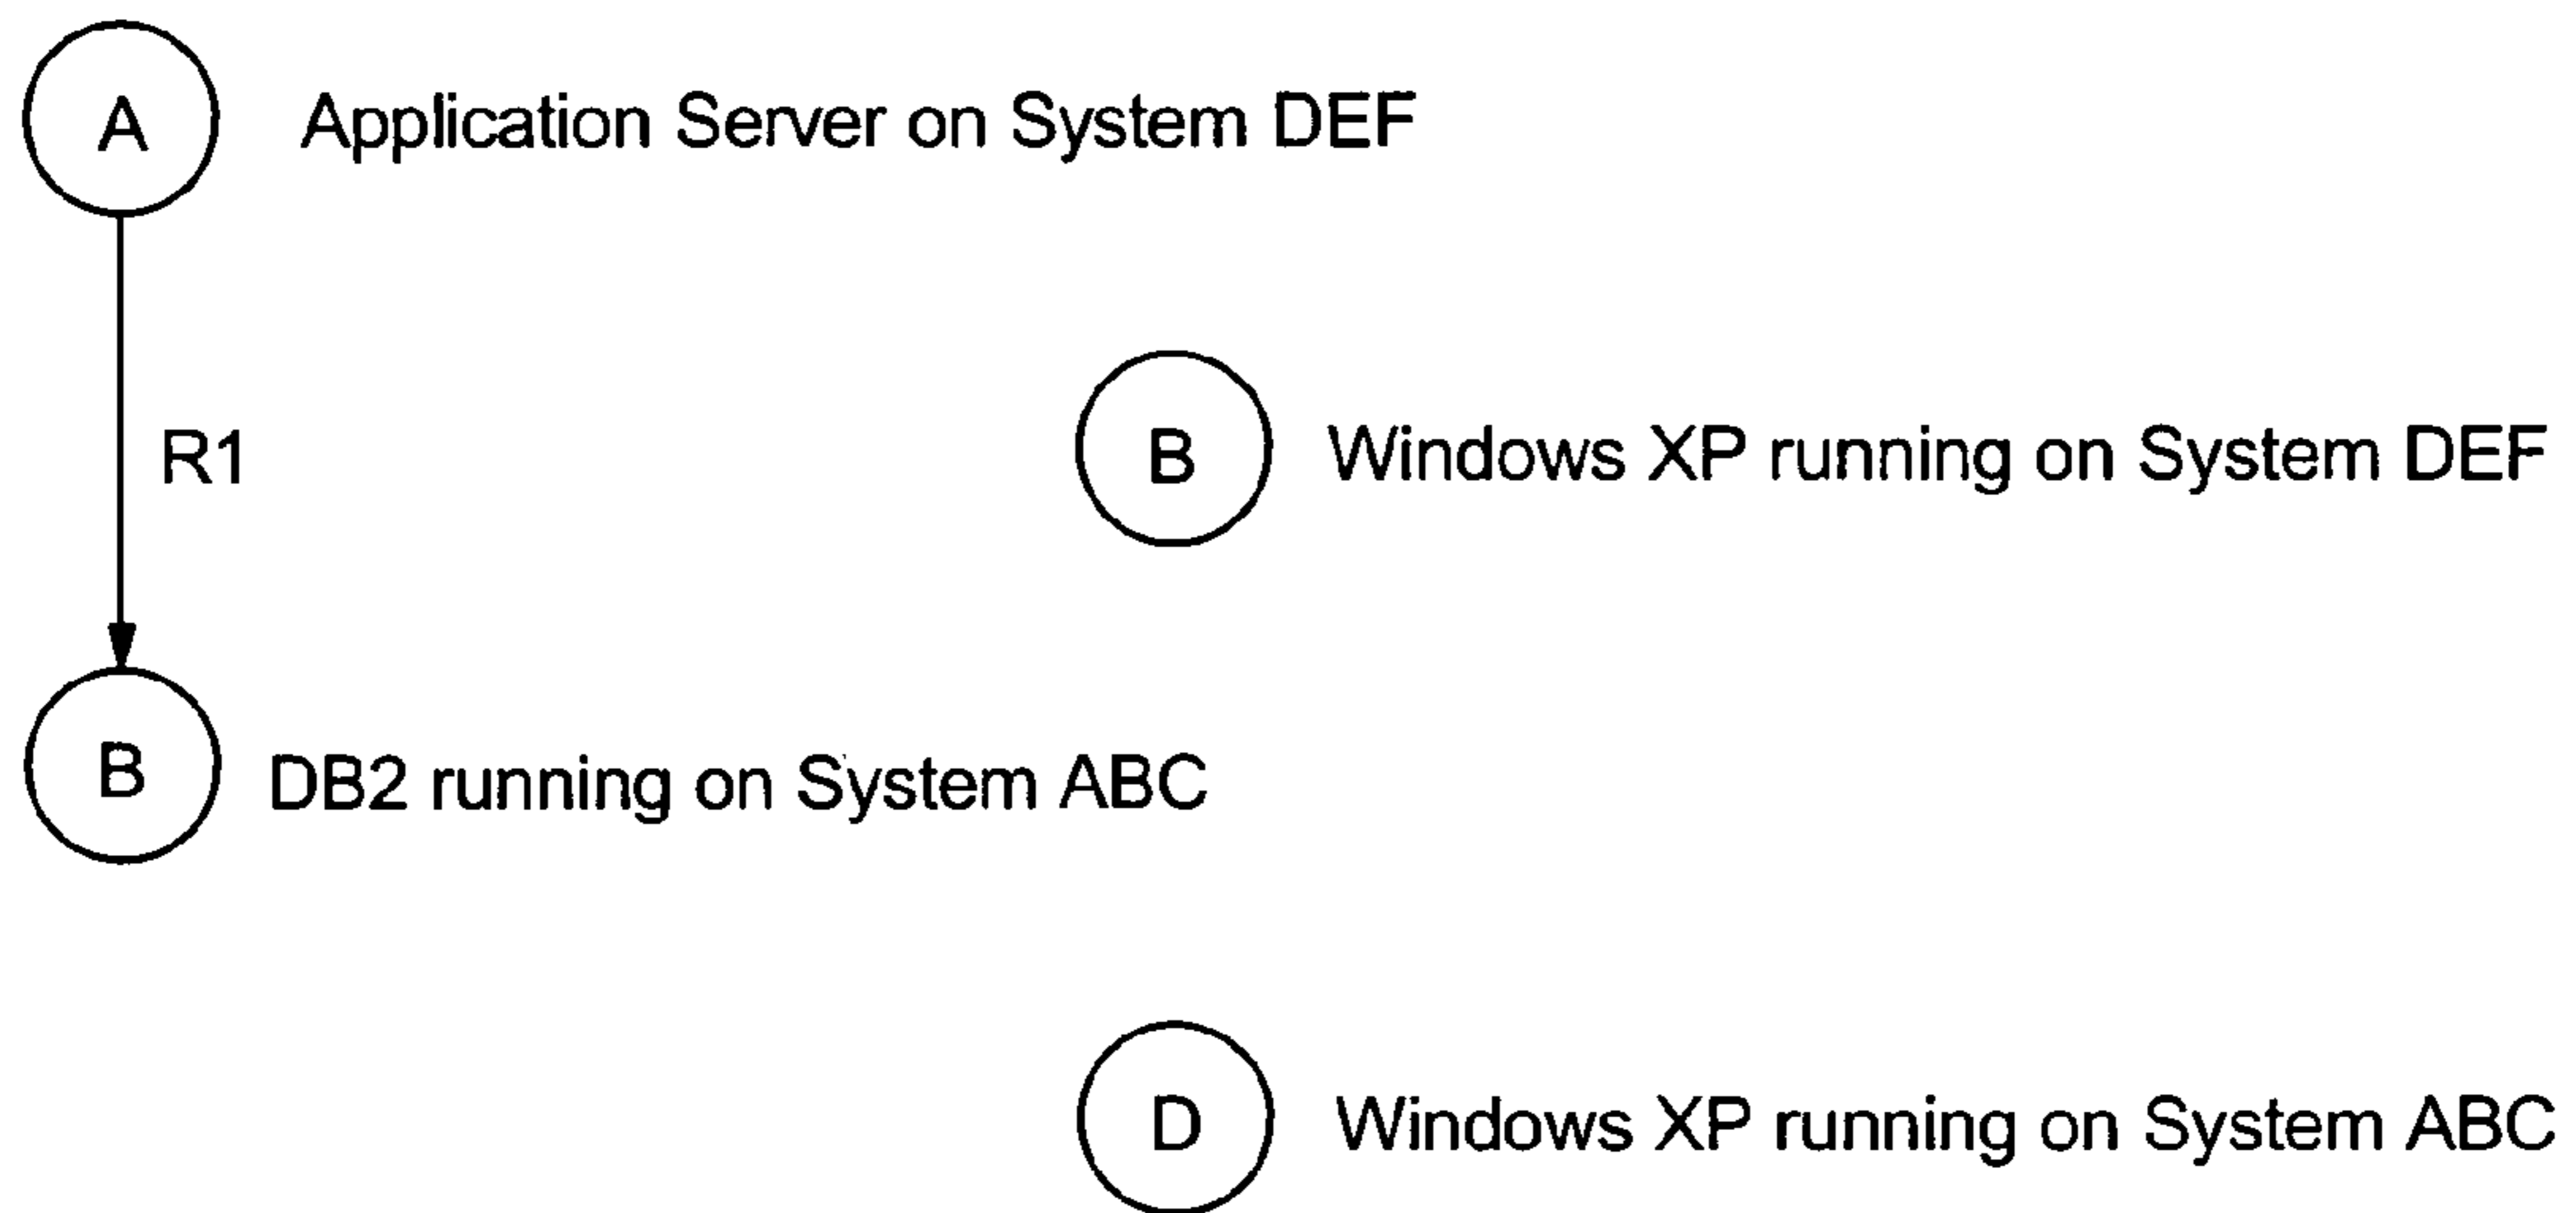 A Application Server on System DEF
R1
B Windows XP running on System DEF
B DB2 running on System ABC
D Windows XP running on System ABC